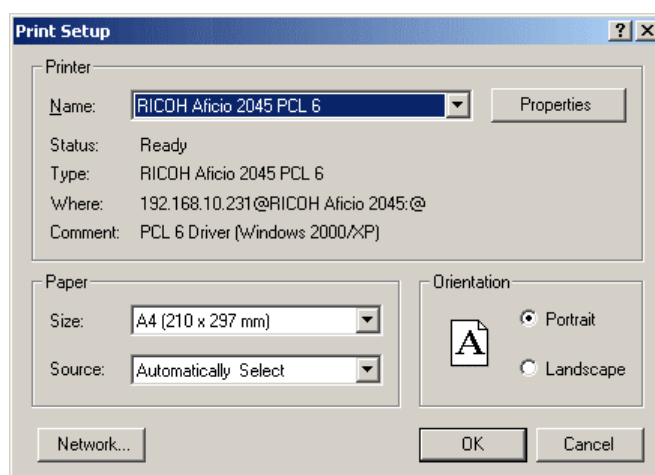 Print Setup
Printer
Name: RICOH Aficio 2045 PCL 6 Properties
Status: Ready
Type: RICOH Aficio 2045 PCL 6
Where: 192.168.10.231@RICOH Aficio 2045:@
Comment: PCL 6 Driver (Windows 2000/XP)
Paper Orientation
Size: A4 (210 x 297 mm) Portrait
A
Source: Automatically Select Landscape
Network... OK Cancel